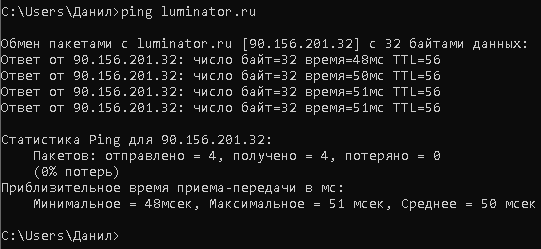 C:\Users\Данил>ping luminator.ru
Обмен пакетами с luminator.ru [90.156.201.32] с 32 байтами данных:
Ответ от 90.156.201.32: число байт=32 время=48мс TTL=56
Ответ от 90.156.201.32: число байт=32 время=50мс TTL=56
Ответ от 90.156.201.32: число байт=32 время=51мс TTL=56
Ответ от 90.156.201.32: число байт=32 время=51мс TTL=56
Статистика Ping для 90.156.201.32:
Пакетов: отправлено = 4, получено = 4, потеряно = 0
(0% потерь)
Приблизительное время приема-передачи в мс:
Минимальное = 48мсек, Максимальное = 51 мсек, Среднее = 50 мсек
C:\Users\Данил>